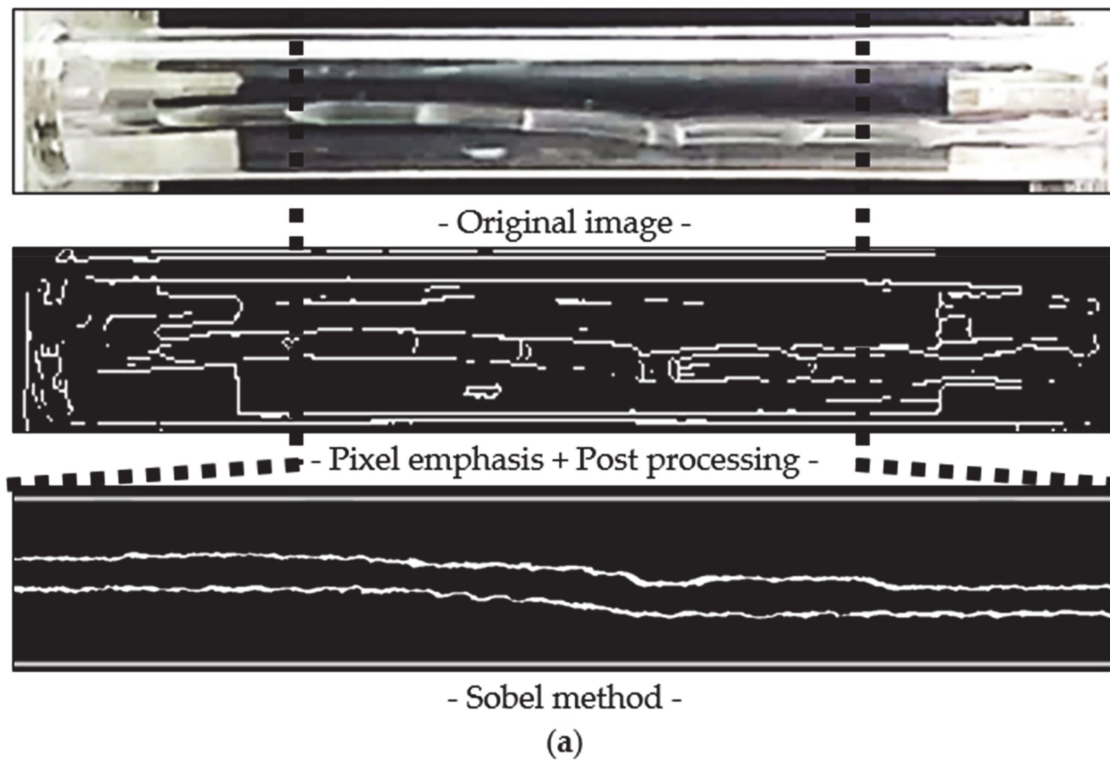 - Original image -
- Pixel emphasis + Post processing -
- Sobel method -
(a)